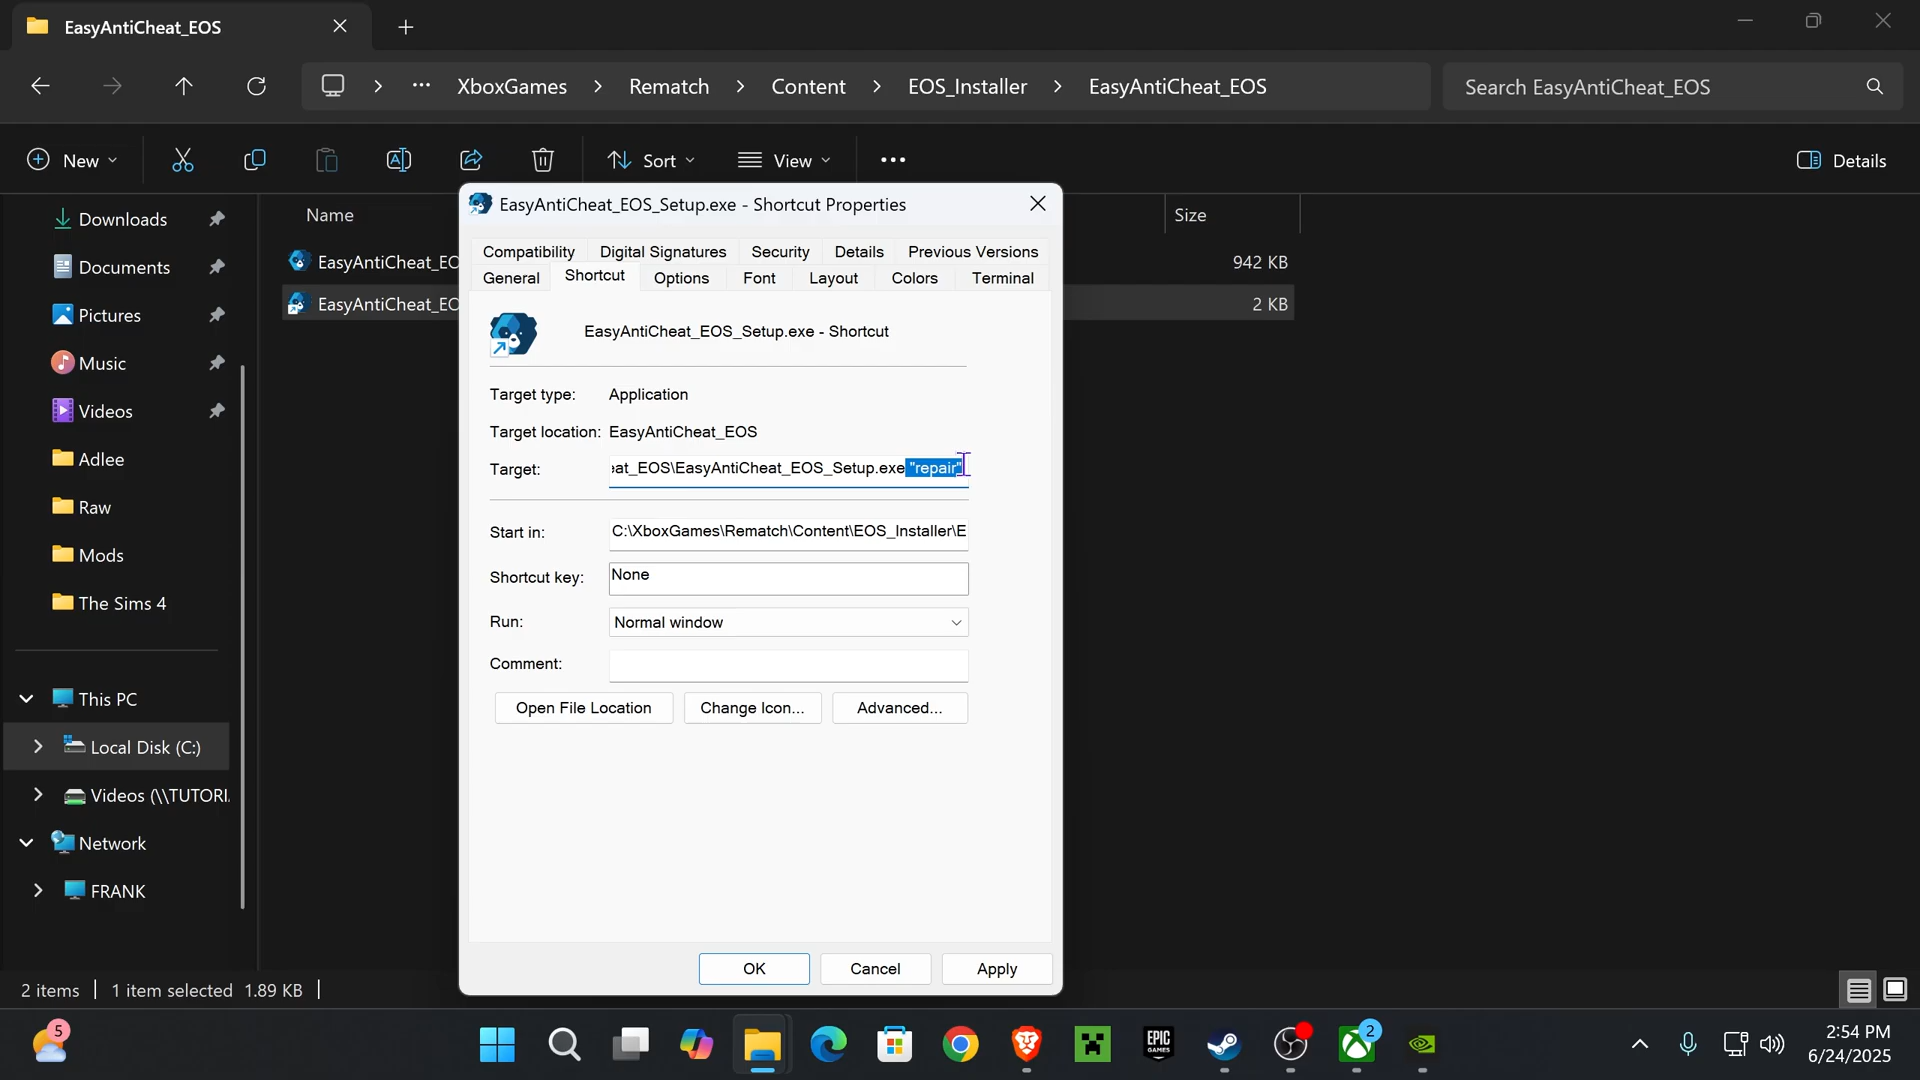 EasyAntiCheat_EOS
XboxGames
Rematch
Content
EOS_Installer
EasyAntiCheat_EOS
Search EasyAntiCheat_EOS
New
Sort
View
Details
Downloads
Documents
Pictures
Music
Videos
Adlee
Raw
Mods
The Sims 4
This PC
Local Disk (C:)
Videos (\\TUTORI
Network
FRANK
Name
Size
EasyAntiCheat_EO
942 KB
EasyAntiCheat_EO
2 KB
EasyAntiCheat_EOS_Setup.exe - Shortcut Properties
Compatibility Digital Signatures Security Details Previous Versions
General Shortcut Options Font Layout Colors Terminal
EasyAntiCheat_EOS_Setup.exe - Shortcut
Target type: Application
Target location: EasyAntiCheat_EOS
Target: eat_EOS\EasyAntiCheat_EOS_Setup.exe "repair"
Start in: C:\XboxGames\Rematch\Content\EOS_Installer\E
Shortcut key: None
Run: Normal window
Comment:
Open File Location Change Icon... Advanced...
OK Cancel Apply
2 items 1 item selected 1.89 KB
5
EPIC GAMES
2
2:54 PM
6/24/2025